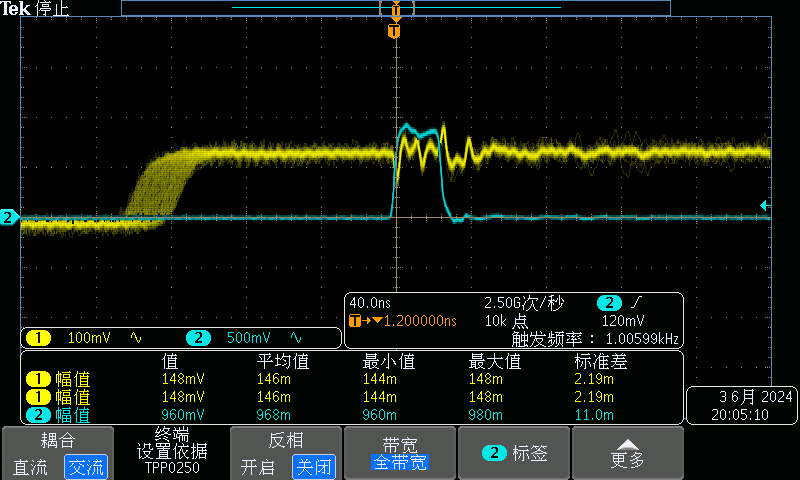 Tek 停止
T
T
2
40.0ns 2.50G次/秒 2
T→▼1.200000ns 10k 点 120mV
触发频率： 1.00599kHz
1 100mV 2 500mV
值 平均值 最小值 最大值 标准差
1 幅值 148mV 146m 144m 148m 2.19m
1 幅值 148mV 146m 144m 148m 2.19m
2 幅值 960mV 968m 960m 980m 11.0m
3 6月 2024
20:05:10
耦合
直流 交流
终端
设置依据
TPP0250
反相
开启 关闭
带宽
全带宽
2 标签
更多